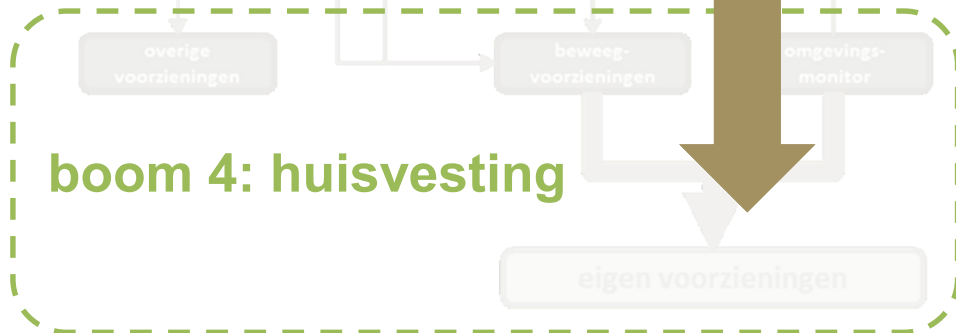 overige
voorzieningen
beweeg-
voorzieningen
omgevings-
monitor
boom 4: huisvesting
eigen voorzieningen